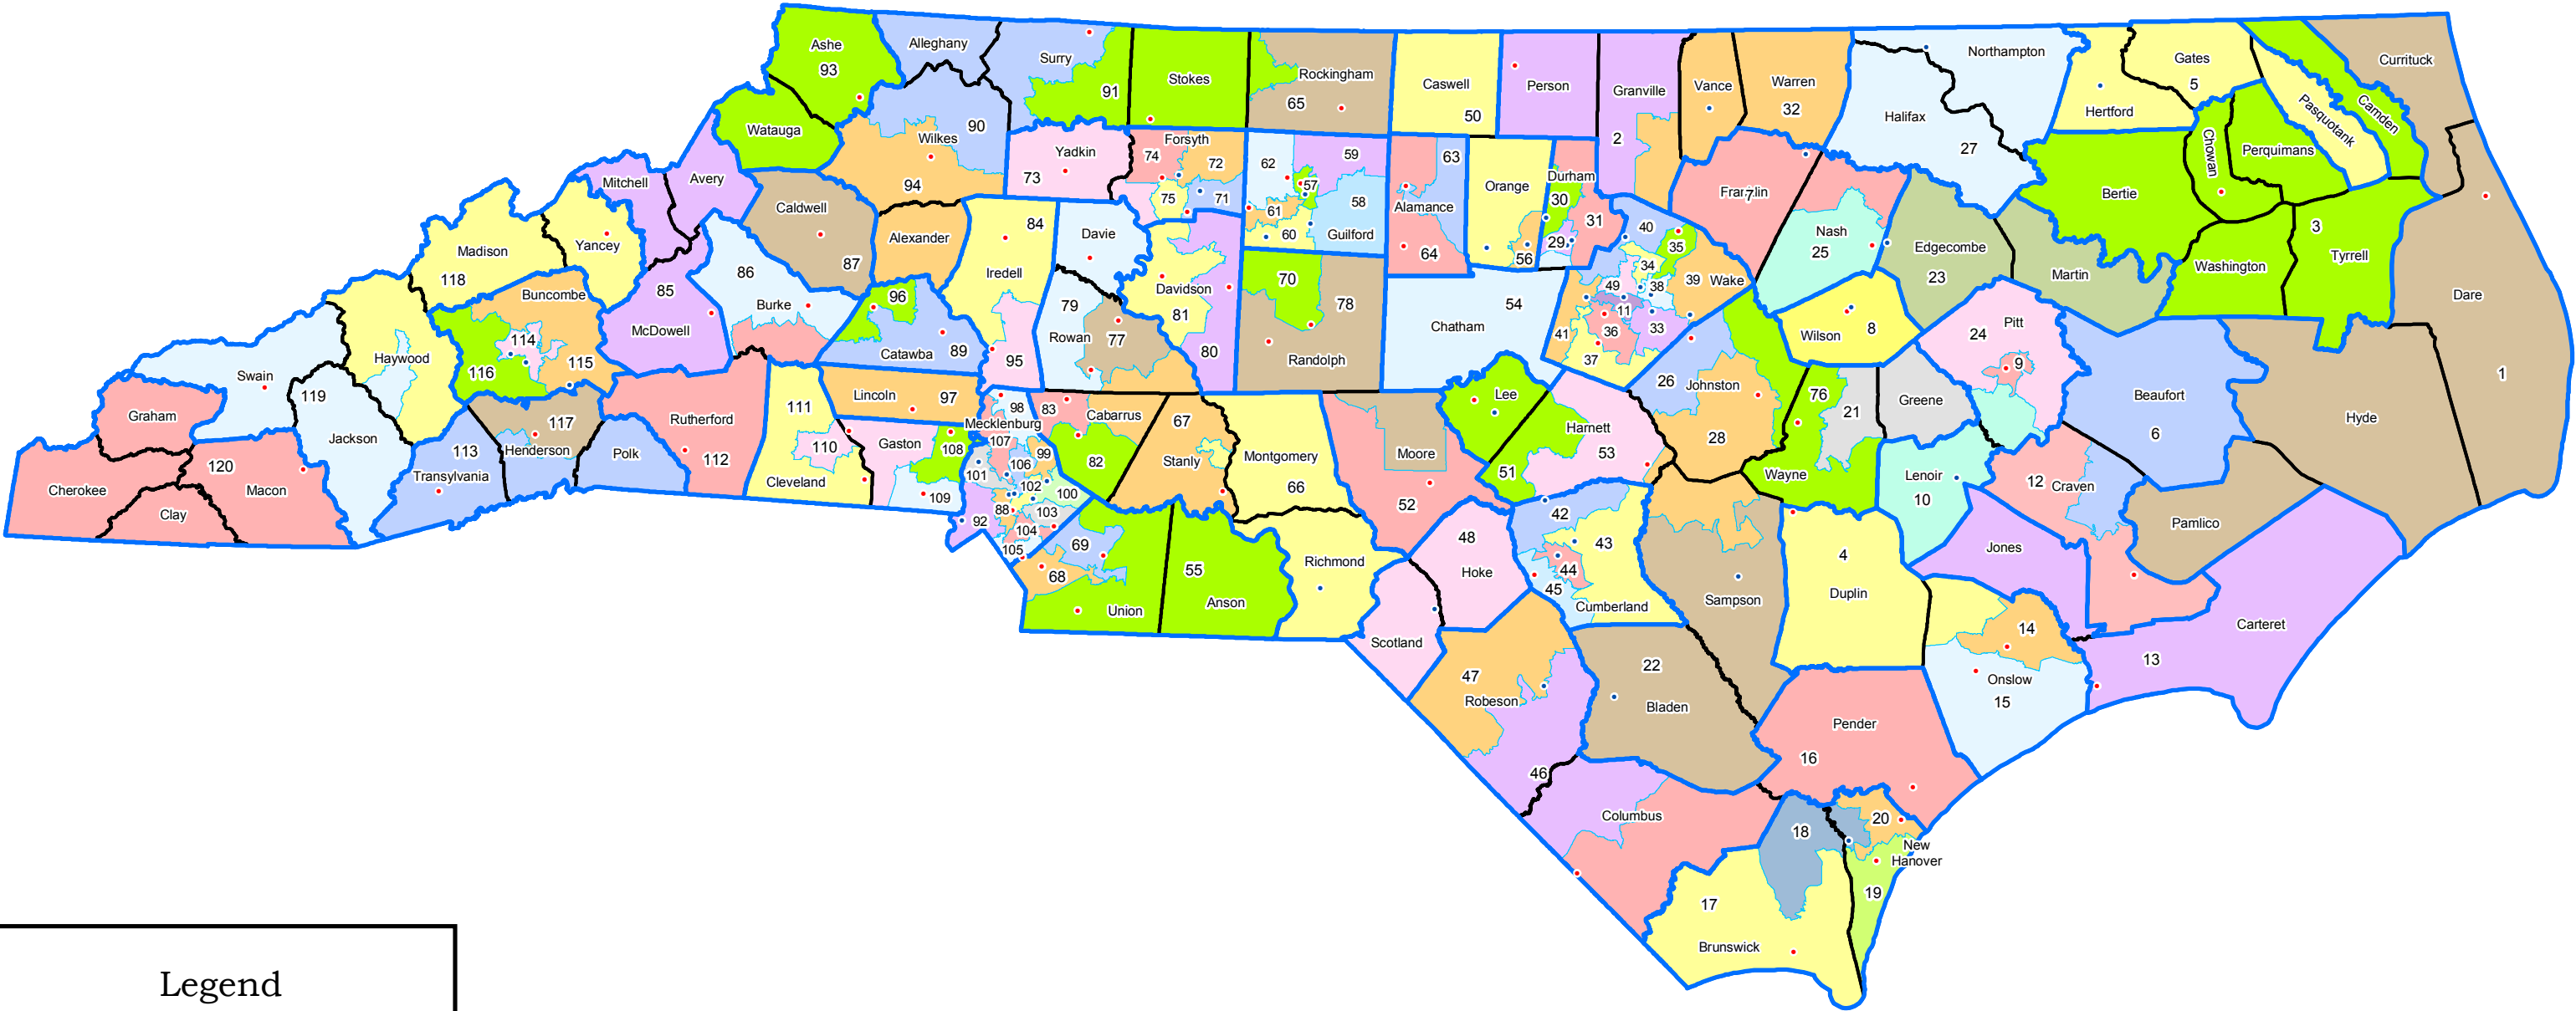 Ashe
93
Alleghany
Surry
91
Stokes
Rockingham
65
Caswell
50
Person
Granville
2
Vance
Warren
32
Northampton
Halifax
27
Hertford
Gates
5
Pasquotank
Camden
Currituck
Watauga
Wilkes
90
94
Yadkin
73
Forsyth
74
72
75
71
62
59
57
61
58
60
Guilford
63
Alamance
64
Orange
56
Durham
30
31
29
Franklin
7
Nash
25
Edgecombe
23
Martin
Bertie
Chowan
Perquimans
Washington
3
Tyrrell
Dare
1
Mitchell
Avery
Caldwell
87
Alexander
Iredell
84
95
Davie
Madison
118
Yancey
Buncombe
114
115
116
85
McDowell
86
Burke
96
Catawba
89
79
Rowan
77
Davidson
81
80
70
78
Randolph
Chatham
54
40
35
34
39
Wake
49
38
11
36
33
41
37
Wilson
8
24
Pitt
9
Beaufort
6
Hyde
Haywood
Swain
119
Jackson
Graham
Cherokee
Clay
120
Macon
113
Transylvania
117
Henderson
Polk
Rutherford
112
111
110
Cleveland
Lincoln
97
Gaston
108
109
Mecklenburg
98
107
99
106
101
102
100
88
103
92
104
105
83
Cabarrus
82
67
Stanly
Montgomery
66
Moore
52
Lee
51
Harnett
53
26
Johnston
28
76
21
Wayne
Greene
Lenoir
10
12
Craven
Pamlico
Jones
69
68
Union
55
Anson
Richmond
Scotland
48
Hoke
42
43
44
45
Cumberland
Sampson
4
Duplin
14
Onslow
15
Carteret
13
47
Robeson
46
22
Bladen
Columbus
Pender
16
18
20
New
Hanover
19
17
Brunswick
Legend